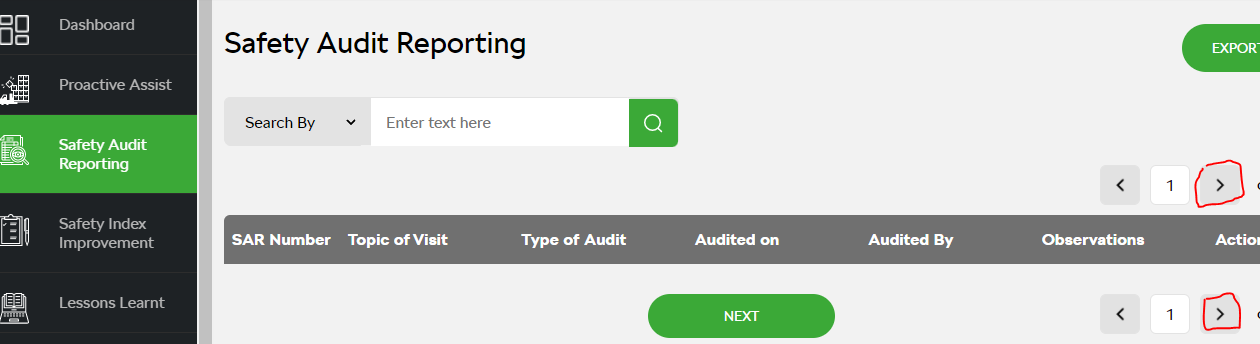 Dashboard
Proactive Assist
Safety Audit
Reporting
Safety Index
Improvement
Lessons Learnt
Safety Audit Reporting
Search By
Enter text here
1
SAR Number Topic of Visit Type of Audit Audited on Audited By Observations
NEXT
1